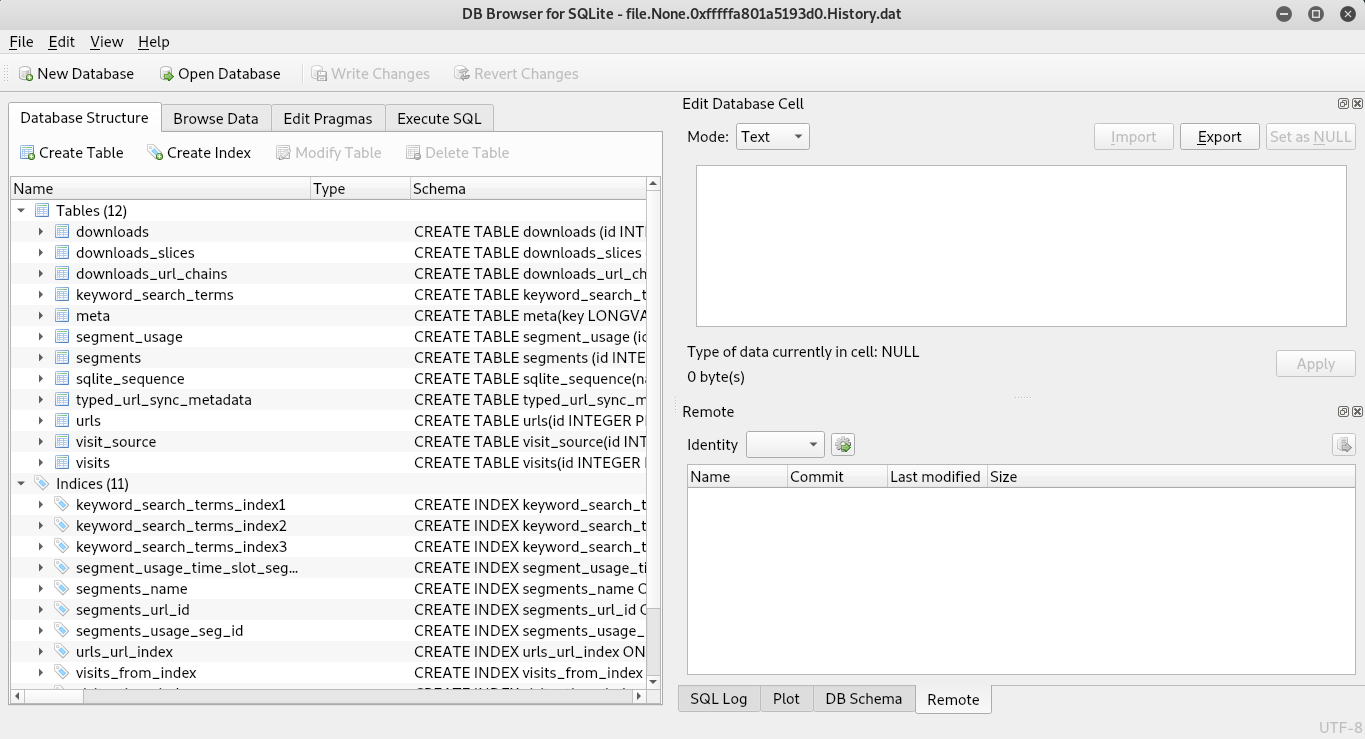 DB Browser for SQLite - file.None.0xfffffa801a5193d0.History.dat
File Edit View Help
New Database Open Database Write Changes Revert Changes
Database Structure Browse Data Edit Pragmas Execute SQL
Create Table Create Index Modify Table Delete Table
Name Type Schema
Tables (12)
downloads CREATE TABLE downloads (id INT
downloads_slices CREATE TABLE downloads_slices
downloads_url_chains CREATE TABLE downloads_url_ch
keyword_search_terms CREATE TABLE keyword_search_t
meta CREATE TABLE meta(key LONGVA
segment_usage CREATE TABLE segment_usage (id
segments CREATE TABLE segments (id INTE
sqlite_sequence CREATE TABLE sqlite_sequence(na
typed_url_sync_metadata CREATE TABLE typed_url_sync_m
urls CREATE TABLE urls(id INTEGER P
visit_source CREATE TABLE visit_source(id INT
visits CREATE TABLE visits(id INTEGER
Indices (11)
keyword_search_terms_index1 CREATE INDEX keyword_search_t
keyword_search_terms_index2 CREATE INDEX keyword_search_t
keyword_search_terms_index3 CREATE INDEX keyword_search_t
segment_usage_time_slot_seg... CREATE INDEX segment_usage_ti
segments_name CREATE INDEX segments_name O
segments_url_id CREATE INDEX segments_url_id
segments_usage_seg_id CREATE INDEX segments_usage_
urls_url_index CREATE INDEX urls_url_index ON
visits_from_index CREATE INDEX visits_from_index
Edit Database Cell
Mode: Text Import Export Set as NULL
Type of data currently in cell: NULL
0 byte(s)
Apply
Remote
Identity
Name Commit Last modified Size
SQL Log Plot DB Schema Remote
UTF-8